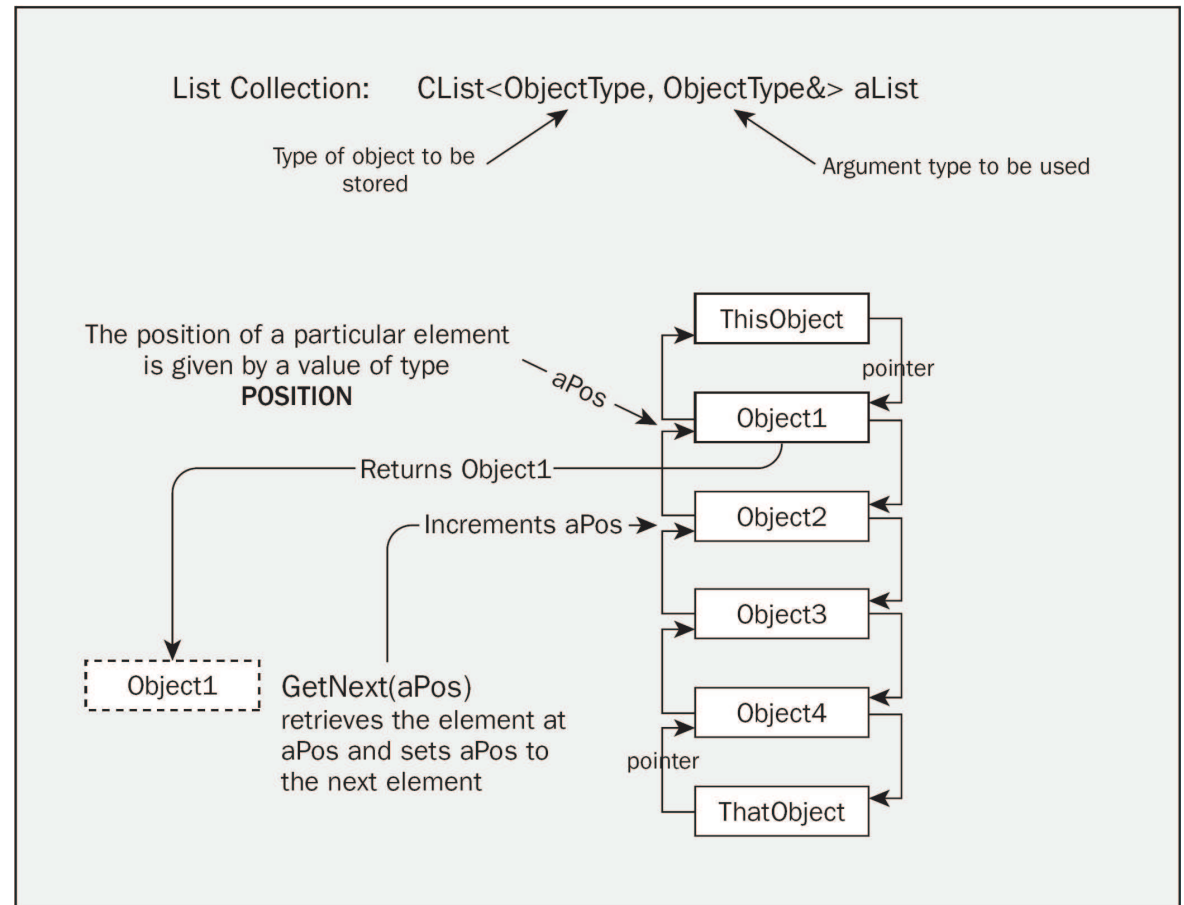 List Collection: CList<ObjectType, ObjectType&> aList
Type of object to be
stored
Argument type to be used
The position of a particular element
is given by a value of type
POSITION
aPos
ThisObject
pointer
Object1
Returns Object1
Object2
Increments aPos
Object3
Object1
GetNext(aPos)
retrieves the element at
aPos and sets aPos to
the next element
Object4
pointer
ThatObject